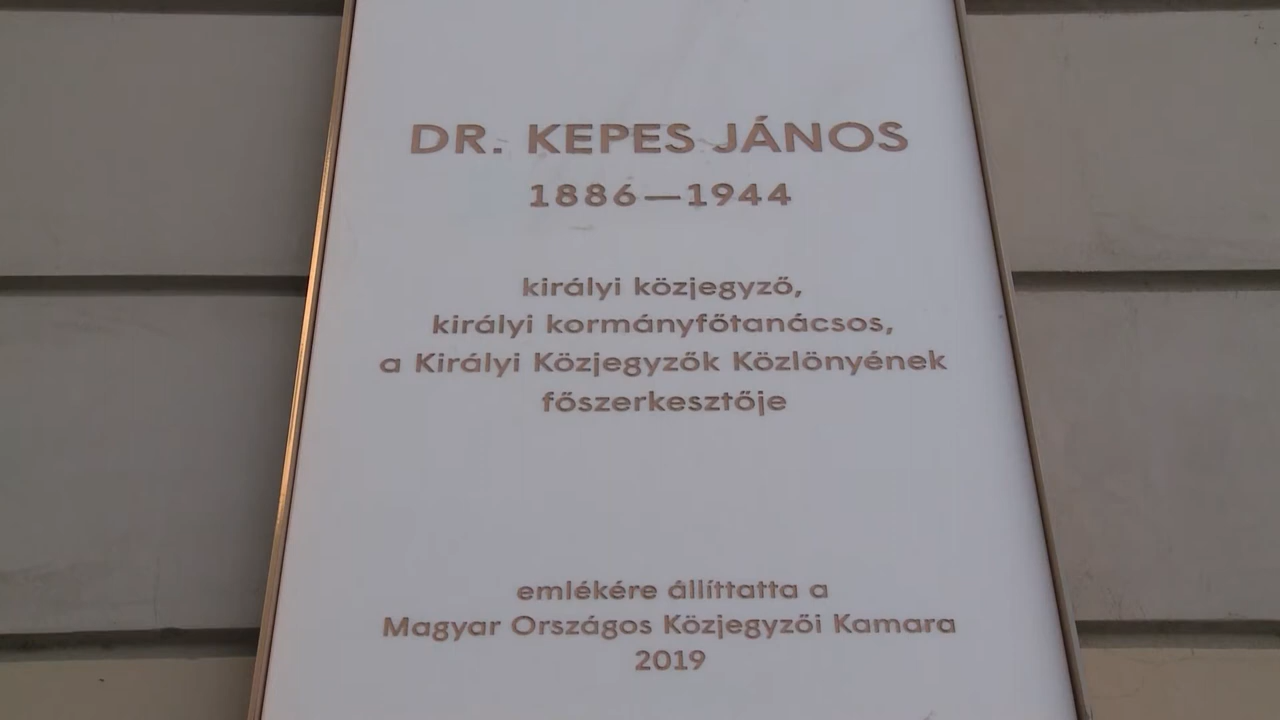 DR. KEPES JÁNOS
1886—1944
királyi közjegyző,
királyi kormányfőtanácsos,
a Királyi Közjegyzők Közlönyének
főszerkesztője
emlékére állíttatta a
Magyar Országos Közjegyzői Kamara
2019